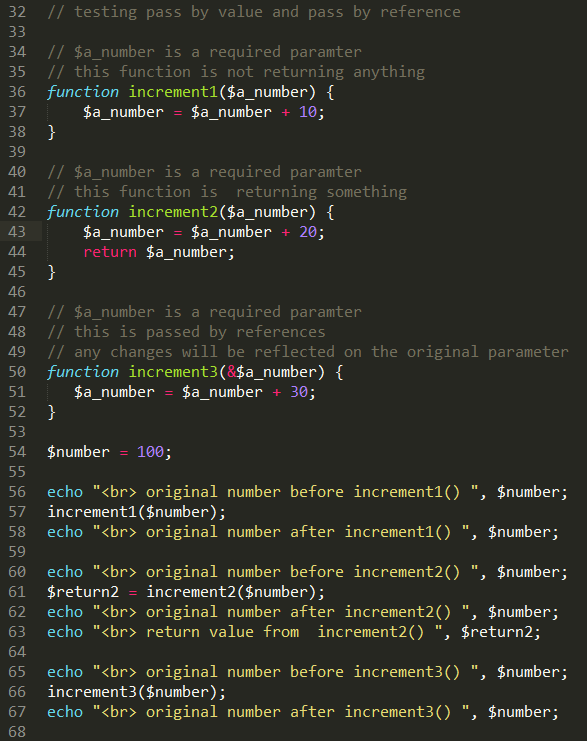 32 // testing pass by value and pass by reference
33
34 // $a_number is a required paramter
35 // this function is not returning anything
36 function increment1($a_number) {
37     $a_number = $a_number + 10;
38 }
39
40 // $a_number is a required paramter
41 // this function is  returning something
42 function increment2($a_number) {
43     $a_number = $a_number + 20;
44     return $a_number;
45 }
46
47 // $a_number is a required paramter
48 // this is passed by references
49 // any changes will be reflected on the original parameter
50 function increment3(&$a_number) {
51    $a_number = $a_number + 30;
52 }
53
54 $number = 100;
55
56 echo "<br> original number before increment1() ", $number;
57 increment1($number);
58 echo "<br> original number after increment1() ", $number;
59
60 echo "<br> original number before increment2() ", $number;
61 $return2 = increment2($number);
62 echo "<br> original number after increment2() ", $number;
63 echo "<br> return value from  increment2() ", $return2;
64
65 echo "<br> original number before increment3() ", $number;
66 increment3($number);
67 echo "<br> original number after increment3() ", $number;
68